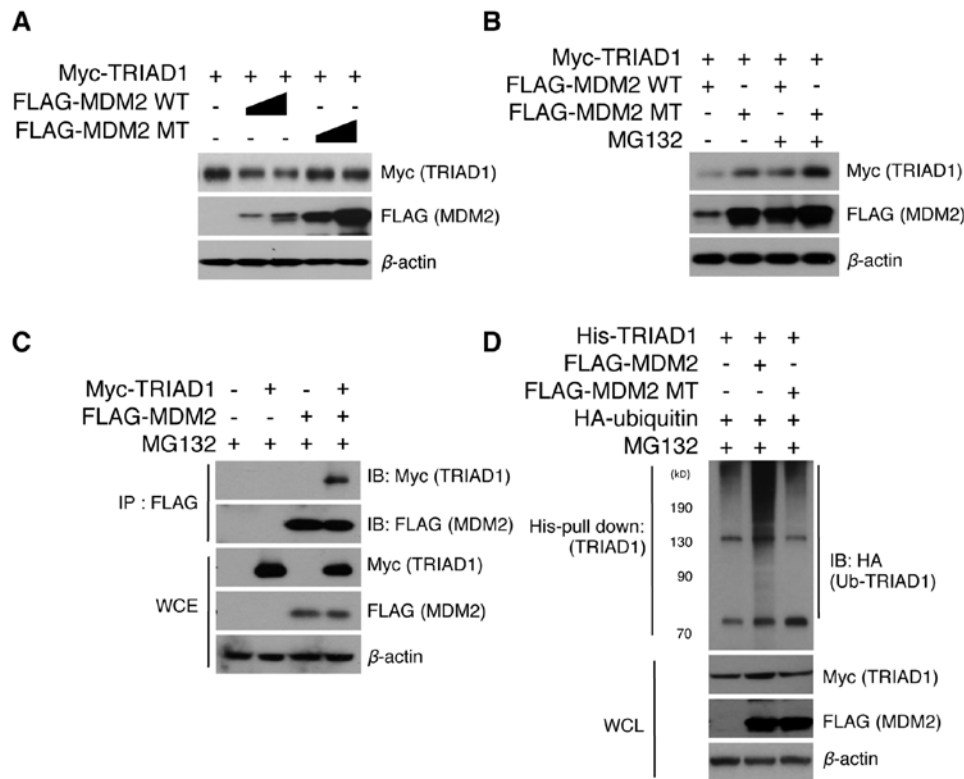 A
Myc-TRIAD1 + + + + +
FLAG-MDM2 WT - - -
FLAG-MDM2 MT - - -
Myc (TRIAD1)
FLAG (MDM2)
β-actin
B
Myc-TRIAD1 + + + +
FLAG-MDM2 WT + - + -
FLAG-MDM2 MT - + - +
MG132 - - + +
Myc (TRIAD1)
FLAG (MDM2)
β-actin
C
Myc-TRIAD1 - + - +
FLAG-MDM2 - - + +
MG132 + + + +
IP : FLAG
IB: Myc (TRIAD1)
IB: FLAG (MDM2)
WCE
Myc (TRIAD1)
FLAG (MDM2)
β-actin
D
His-TRIAD1 + + +
FLAG-MDM2 - + -
FLAG-MDM2 MT - - +
HA-ubiquitin + + +
MG132 + + +
(kD)
190
130
90
70
His-pull down:
(TRIAD1)
IB: HA
(Ub-TRIAD1)
WCL
Myc (TRIAD1)
FLAG (MDM2)
β-actin